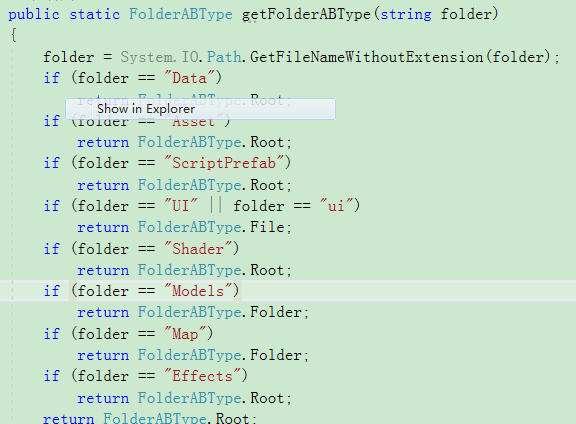 public static FolderABType getFolderABType(string folder)
{
folder = System.IO.Path.GetFileNameWithoutExtension(folder);
if (folder == "Data")
return FolderABType.Root;
Show in Explorer
if (folder == "Asset")
return FolderABType.Root;
if (folder == "ScriptPrefab")
return FolderABType.Root;
if (folder == "UI" || folder == "ui")
return FolderABType.File;
if (folder == "Shader")
return FolderABType.Root;
if (folder == "Models")
return FolderABType.Folder;
if (folder == "Map")
return FolderABType.Folder;
if (folder == "Effects")
return FolderABType.Root;
return FolderABType.Root;